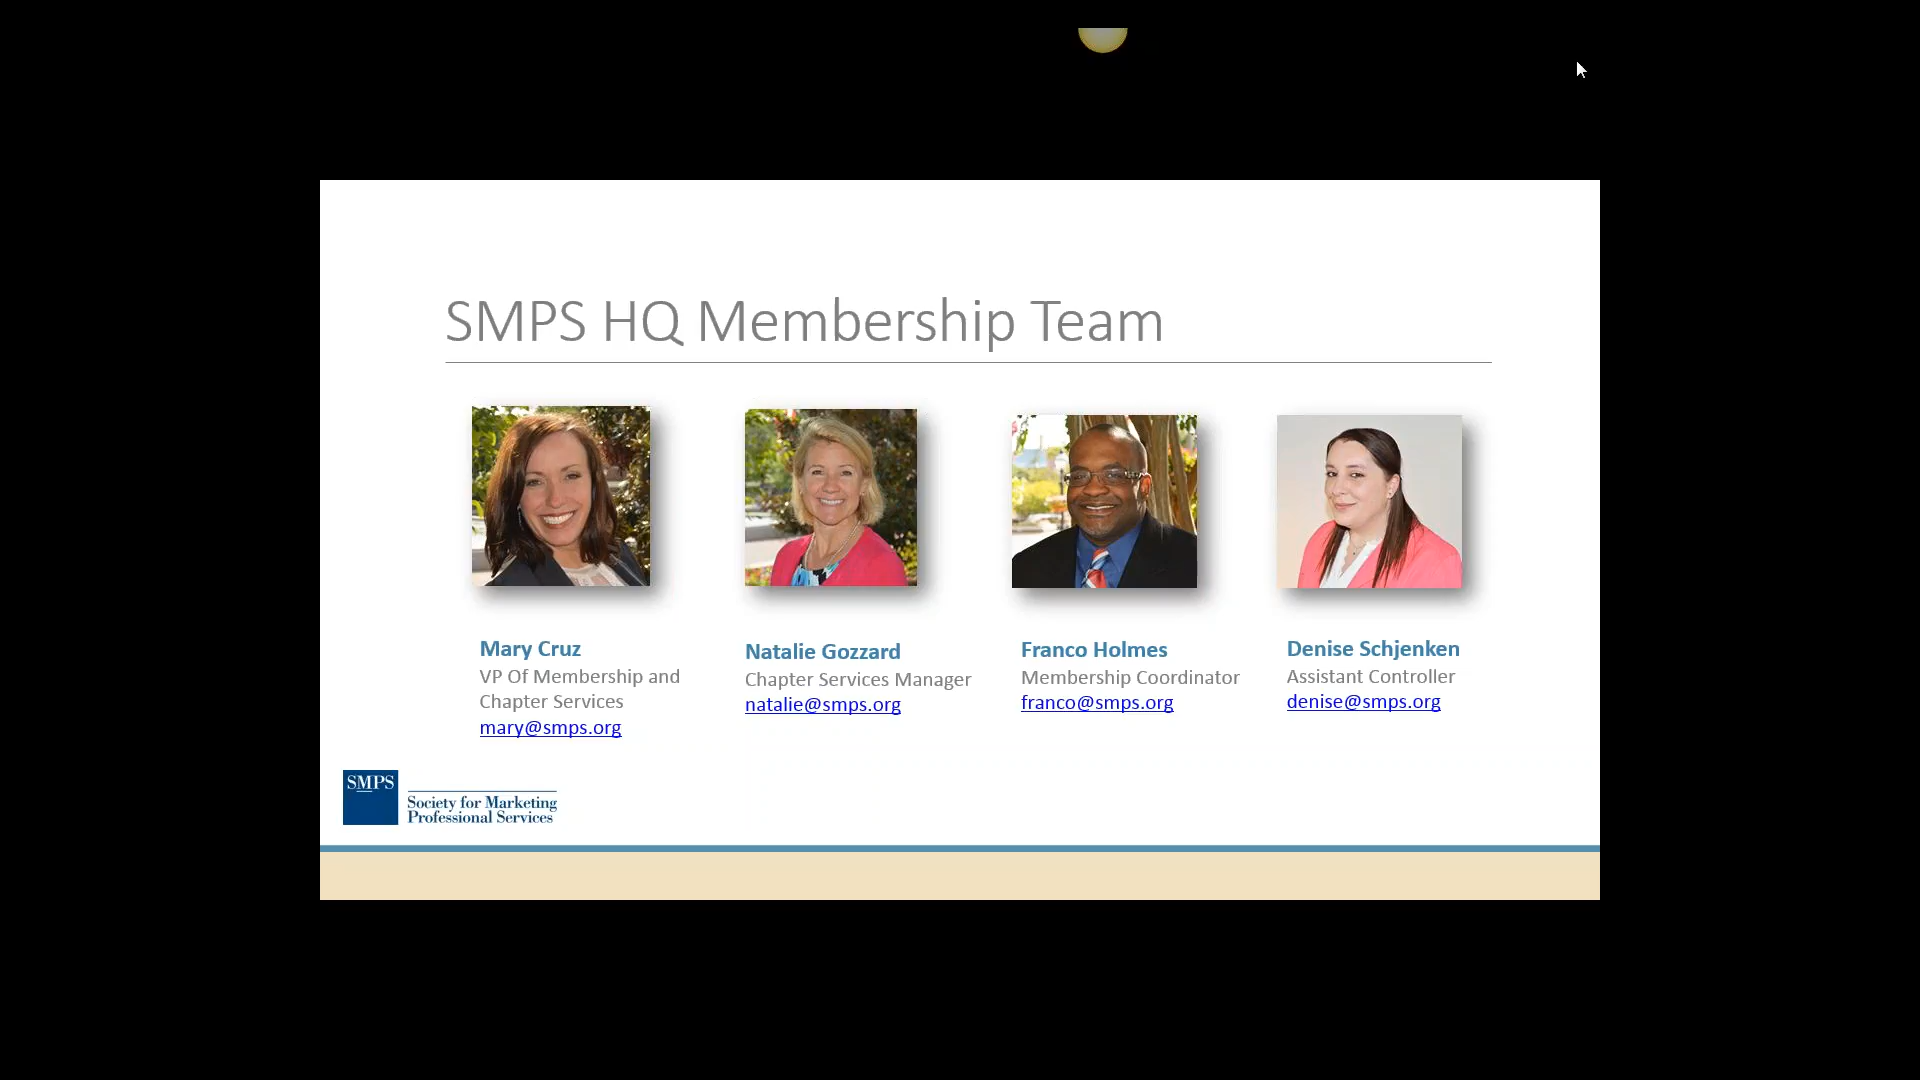 SMPS HQ Membership Team
Mary Cruz
VP Of Membership and
Chapter Services
mary@smps.org
Natalie Gozzard
Chapter Services Manager
natalie@smps.org
Franco Holmes
Membership Coordinator
franco@smps.org
Denise Schjenken
Assistant Controller
denise@smps.org
SMPS
Society for Marketing
Professional Services